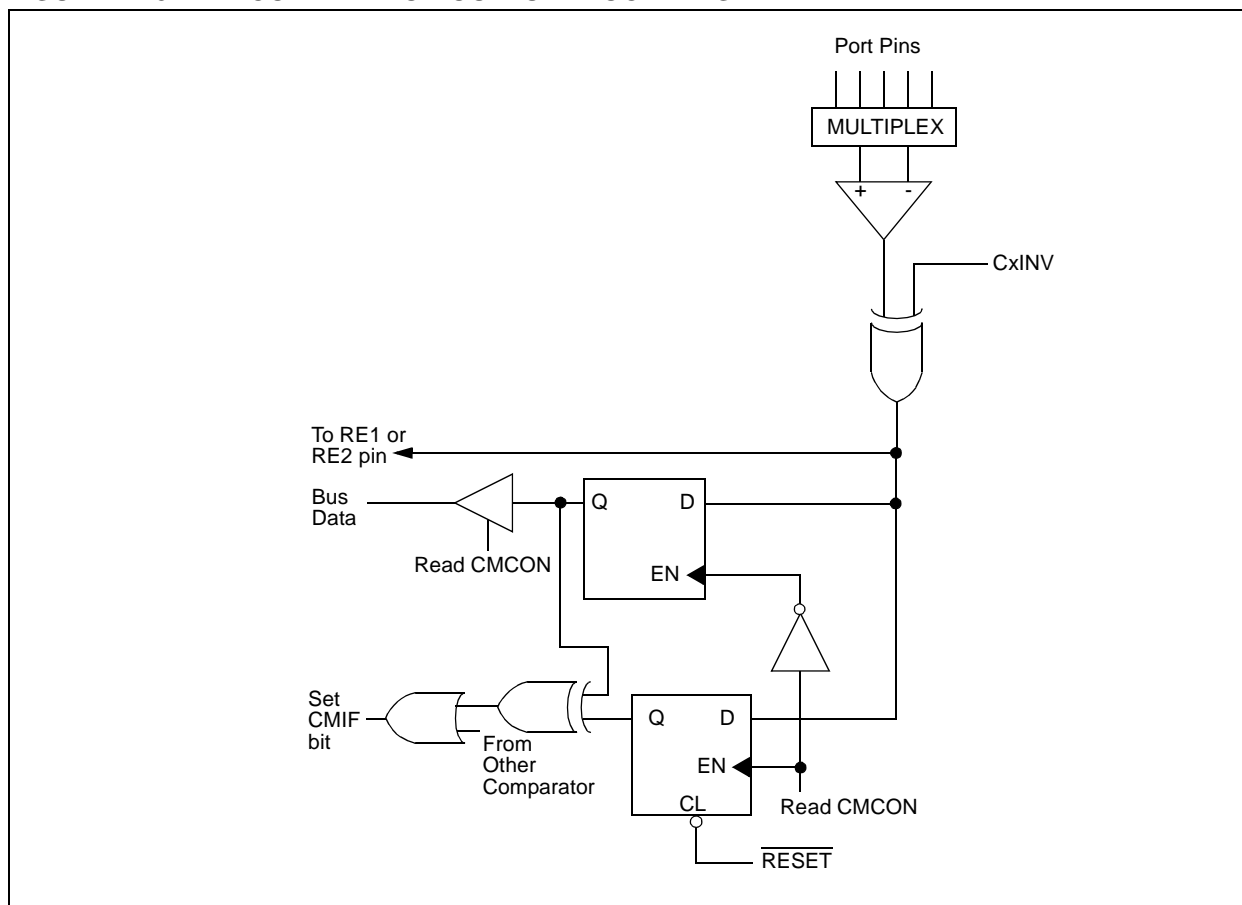 Port Pins
MULTIPLEX
+ -
CxINV
To RE1 or
RE2 pin
Bus
Data
Q D
Read CMCON
EN
Set
CMIF
bit
Q D
From
Other
Comparator
EN
CL
Read CMCON
RESET